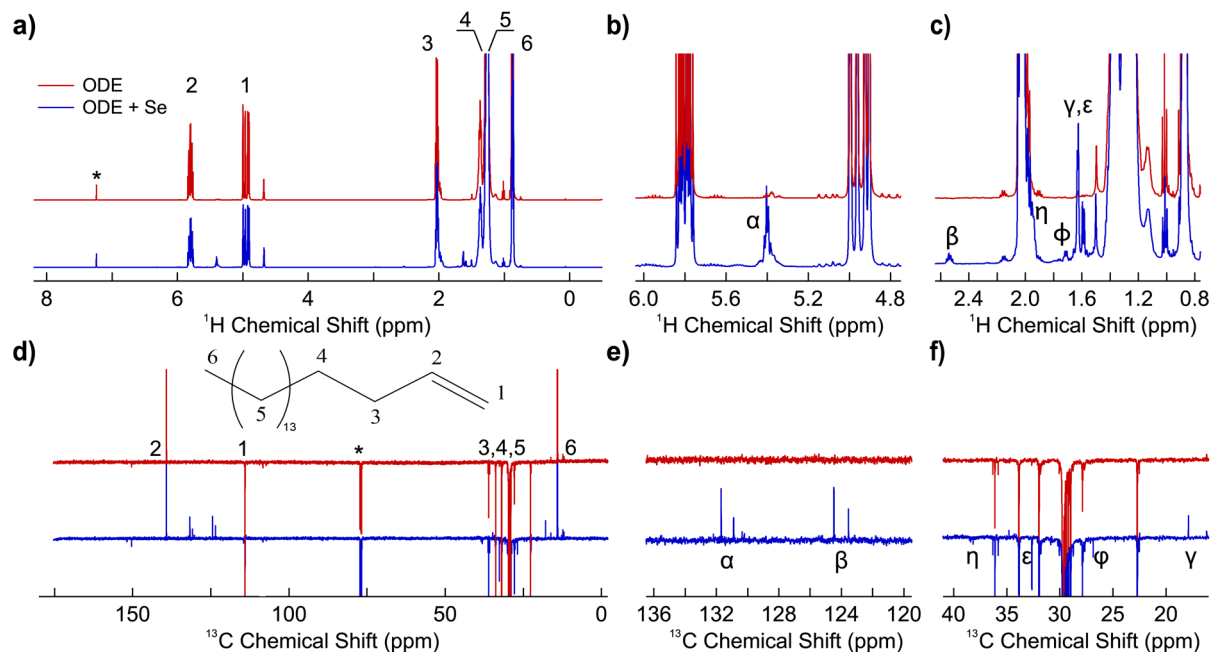 a)
4 5
3 6
ODE
ODE + Se
2 1
*
8 6 4 2 0
¹H Chemical Shift (ppm)
b)
α
6.0 5.6 5.2 4.8
¹H Chemical Shift (ppm)
c)
γ,ε
η
β
ϕ
2.4 2.0 1.6 1.2 0.8
¹H Chemical Shift (ppm)
d)
6 4 2
1
5 3
13
2 1 * 3,4,5 6
150 100 50 0
¹³C Chemical Shift (ppm)
e)
α β
136 132 128 124 120
¹³C Chemical Shift (ppm)
f)
η ε φ γ
40 35 30 25 20
¹³C Chemical Shift (ppm)